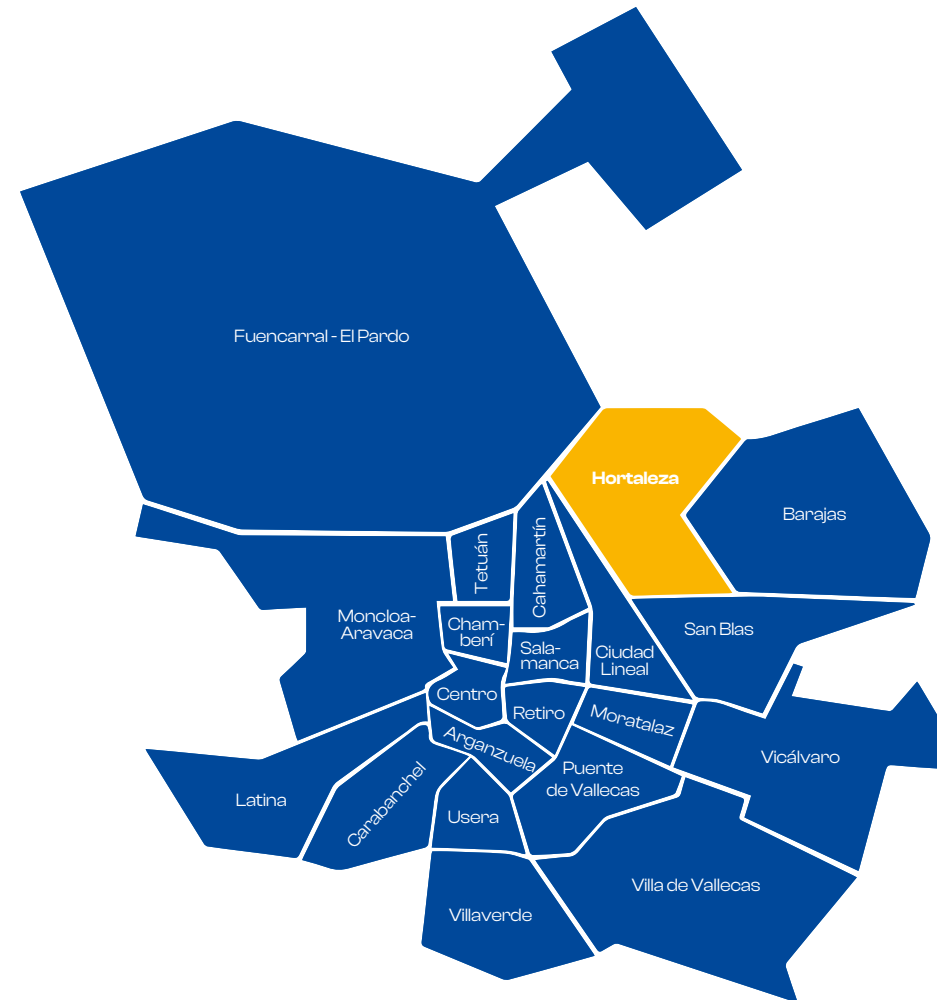 Fuencarral - El Pardo
Hortaleza
Barajas
Tetuán
Cahamartín
Moncloa-
Aravaca
Cham-
berí
Sala-
manca
Ciudad
Lineal
San Blas
Centro
Retiro
Moratalaz
Arganzuela
Vicálvaro
Puente
de Vallecas
Latina
Carabanchel
Usera
Villa de Vallecas
Villaverde